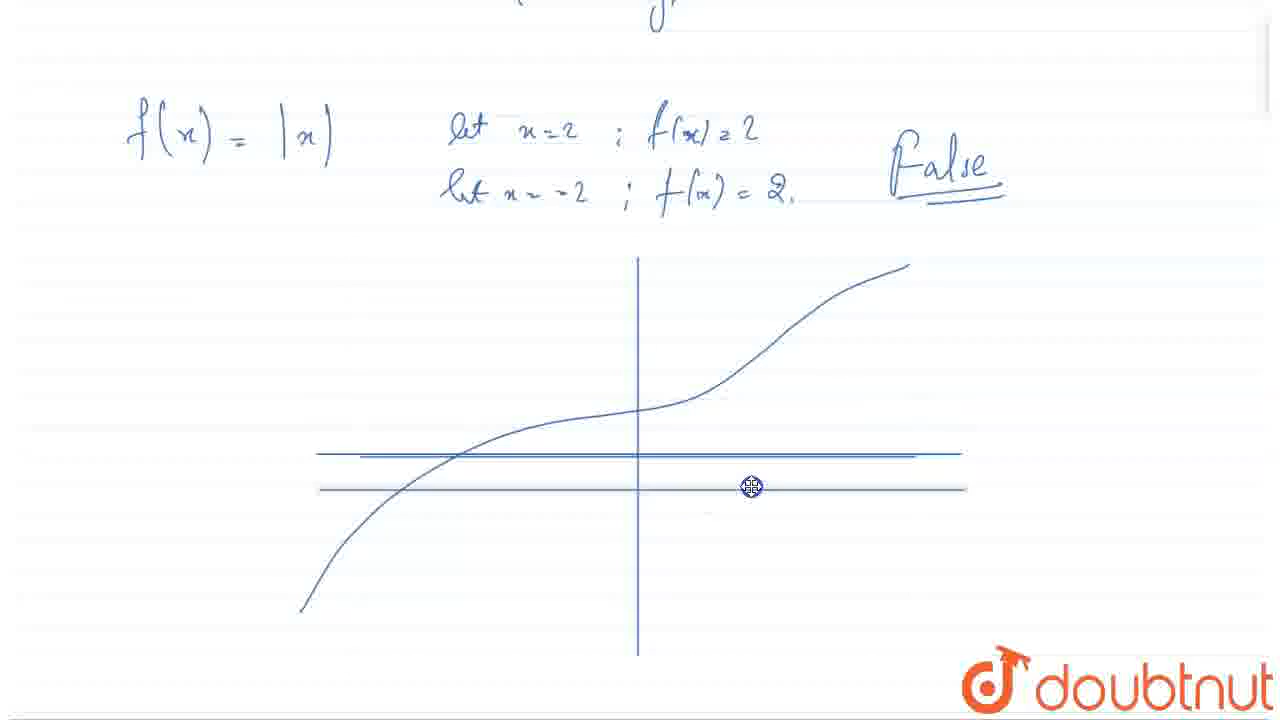 f(x) = |x|
let x=2 ; f(x)=2
False
let x=-2 ; f(x)=2.
doubtnut